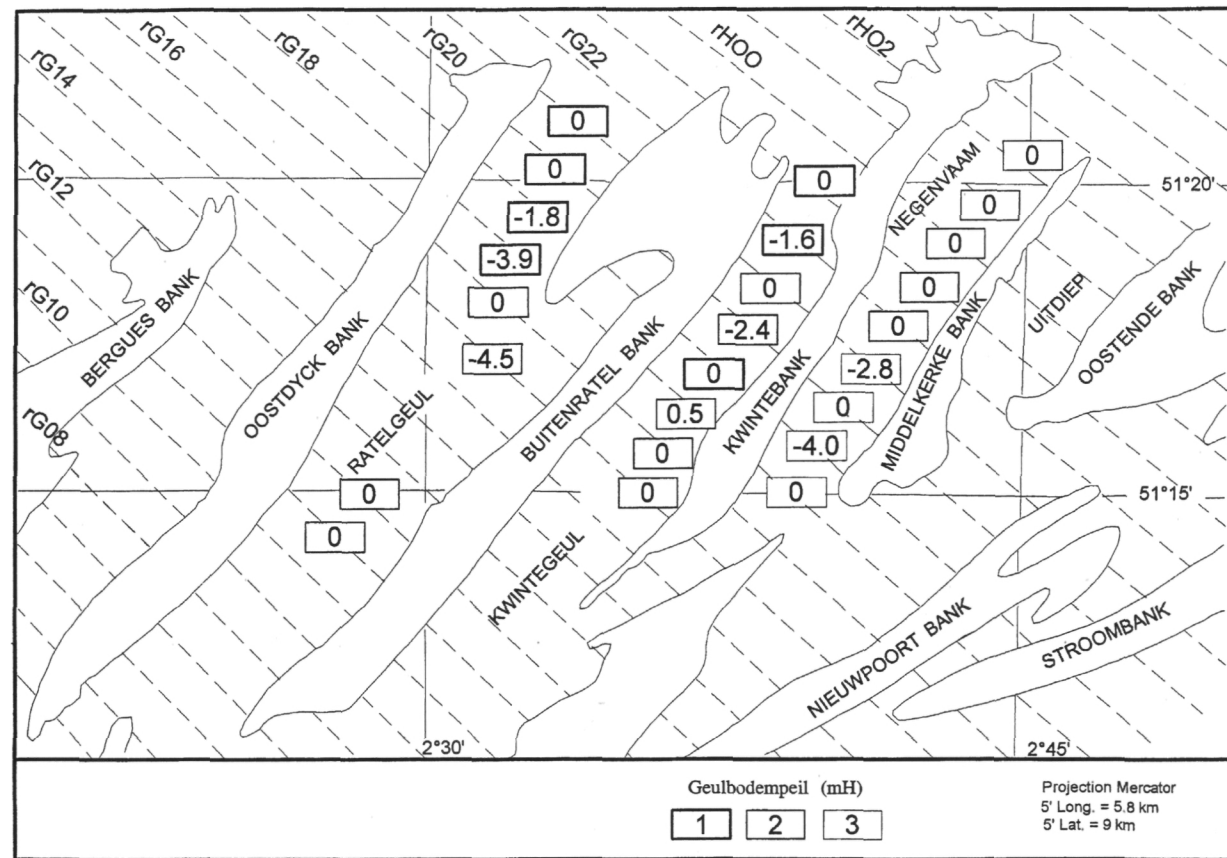 rG16
rG18
rG20
rG22
rHOO
rHO2
rG14
rG12
rG10
rG08
0
0
0
0
51°20'
-1.8
0
-1.6
NEGENVAAM
-3.9
0
0
0
0
-2.4
0
-4.5
0
-2.8
0.5
0
0
-4.0
0
0
0
51°15'
0
BERGUES BANK
OOSTDYCK BANK
RATELGEUL
BUITENRATEL BANK
KWINTEGEUL
KWINTEBANK
MIDDELKERKE BANK
UITDIEP
OOSTENDE BANK
NIEUWPOORT BANK
STROOMBANK
2°30'
2°45'
Geulbodempeil (mH)
1 2 3
Projection Mercator
5' Long. = 5.8 km
5' Lat. = 9 km